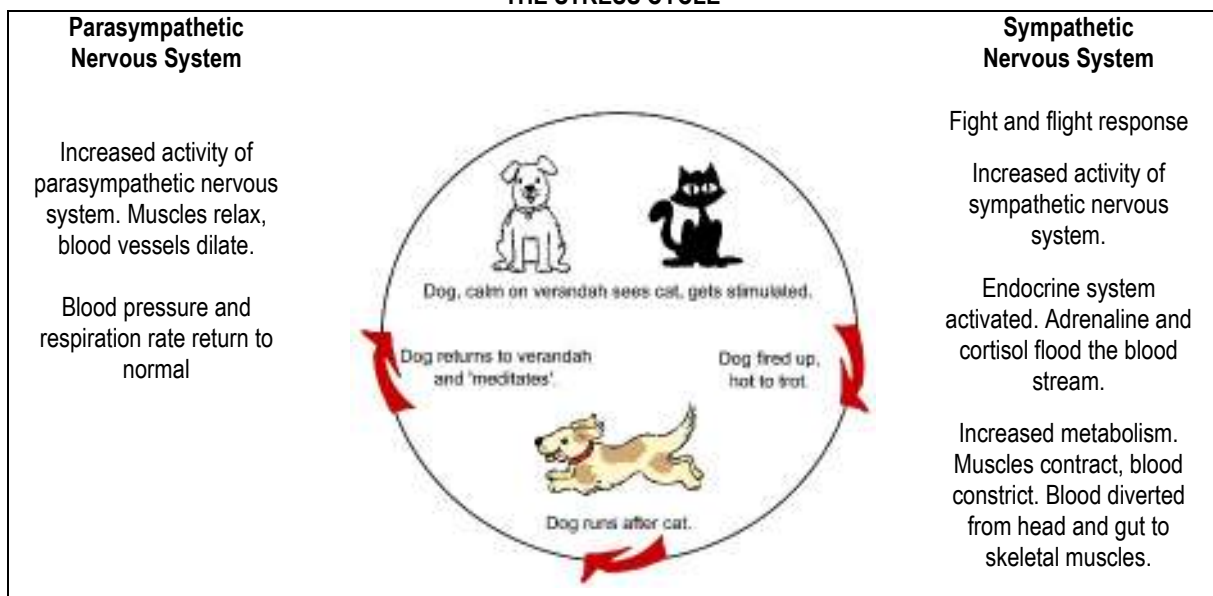 THE STRESS CYCLE
Parasympathetic
Nervous System
Increased activity of
parasympathetic nervous
system. Muscles relax,
blood vessels dilate.
Blood pressure and
respiration rate return to
normal
Dog, calm on verandah sees cat, gets stimulated.
Dog returns to verandah
and 'meditates'.
Dog fired up,
hot to trot.
Dog runs after cat.
Sympathetic
Nervous System
Fight and flight response
Increased activity of
sympathetic nervous
system.
Endocrine system
activated. Adrenaline and
cortisol flood the blood
stream.
Increased metabolism.
Muscles contract, blood
constrict. Blood diverted
from head and gut to
skeletal muscles.